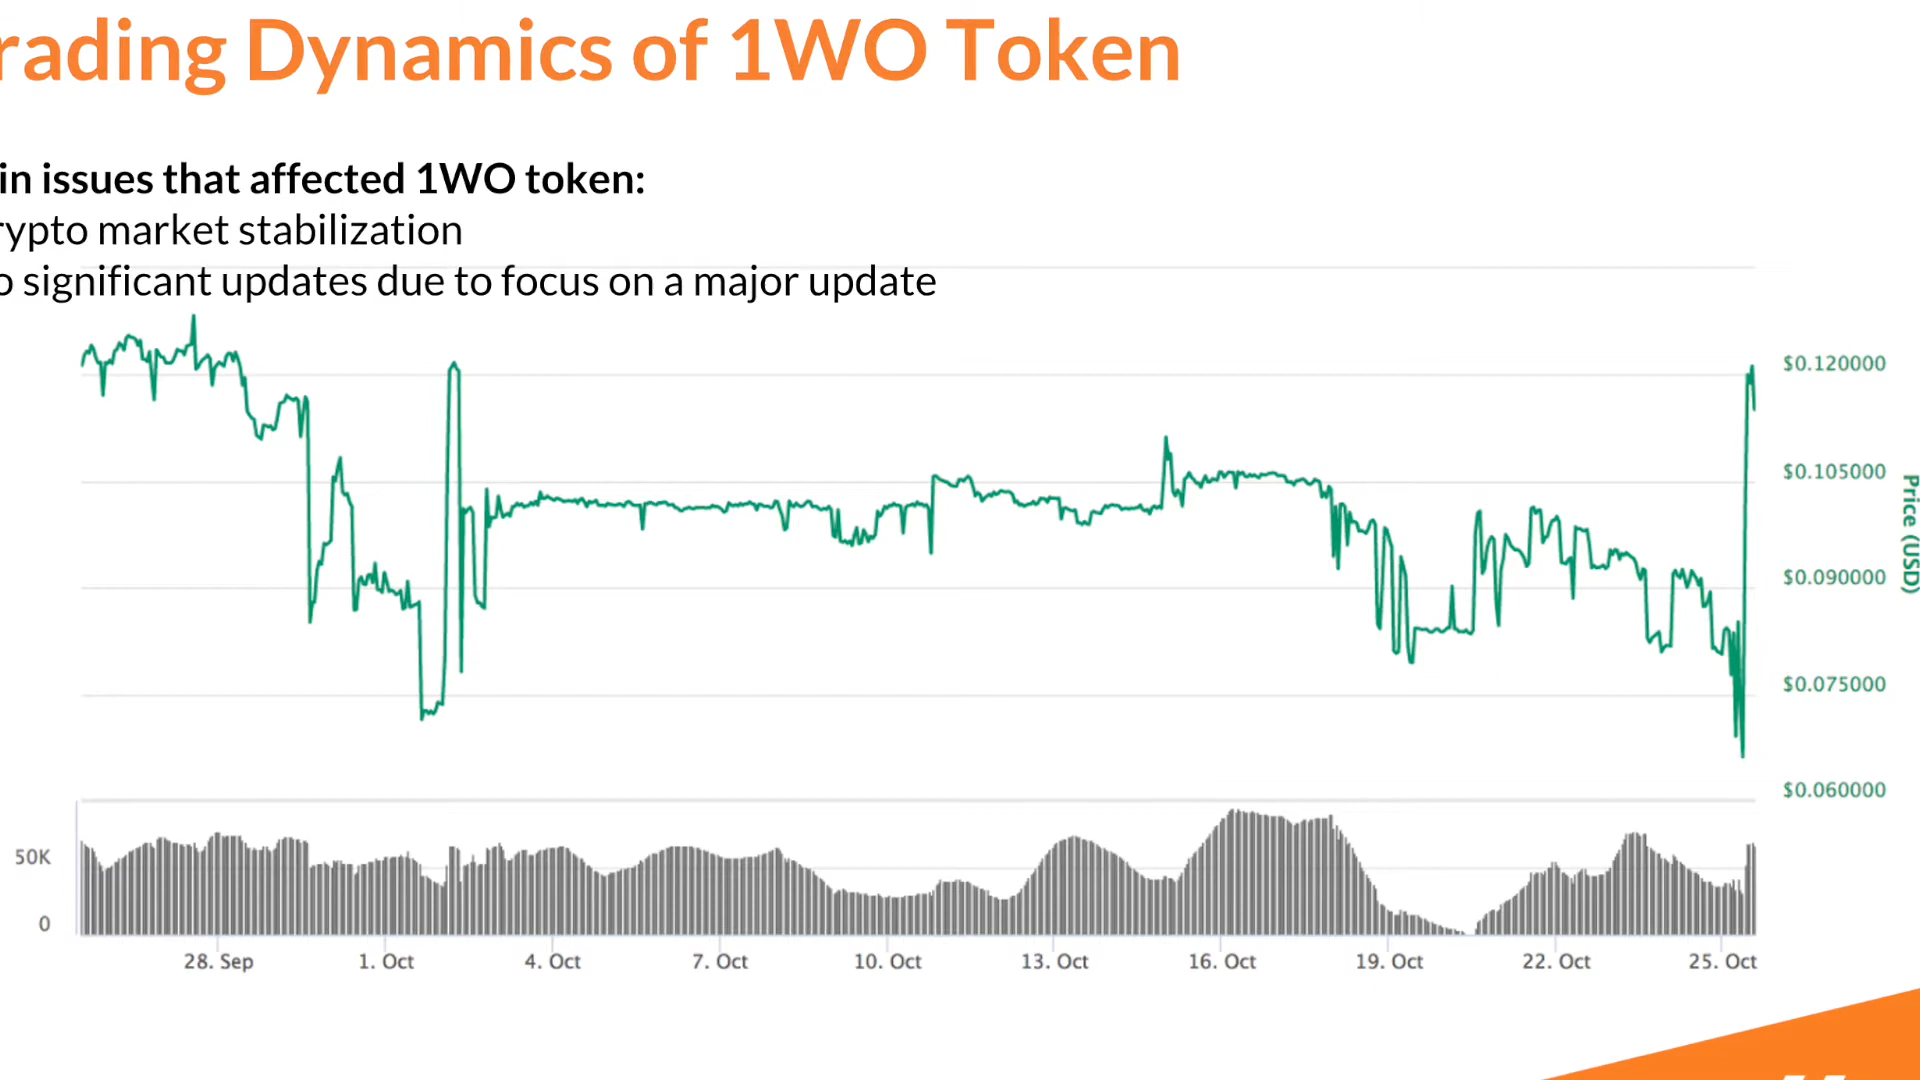 rading Dynamics of 1WO Token
in issues that affected 1WO token:
rypto market stabilization
o significant updates due to focus on a major update
$0.120000
$0.105000
$0.090000
$0.075000
$0.060000
Price (USD)
50K
0
28. Sep
1. Oct
4. Oct
7. Oct
10. Oct
13. Oct
16. Oct
19. Oct
22. Oct
25. Oct